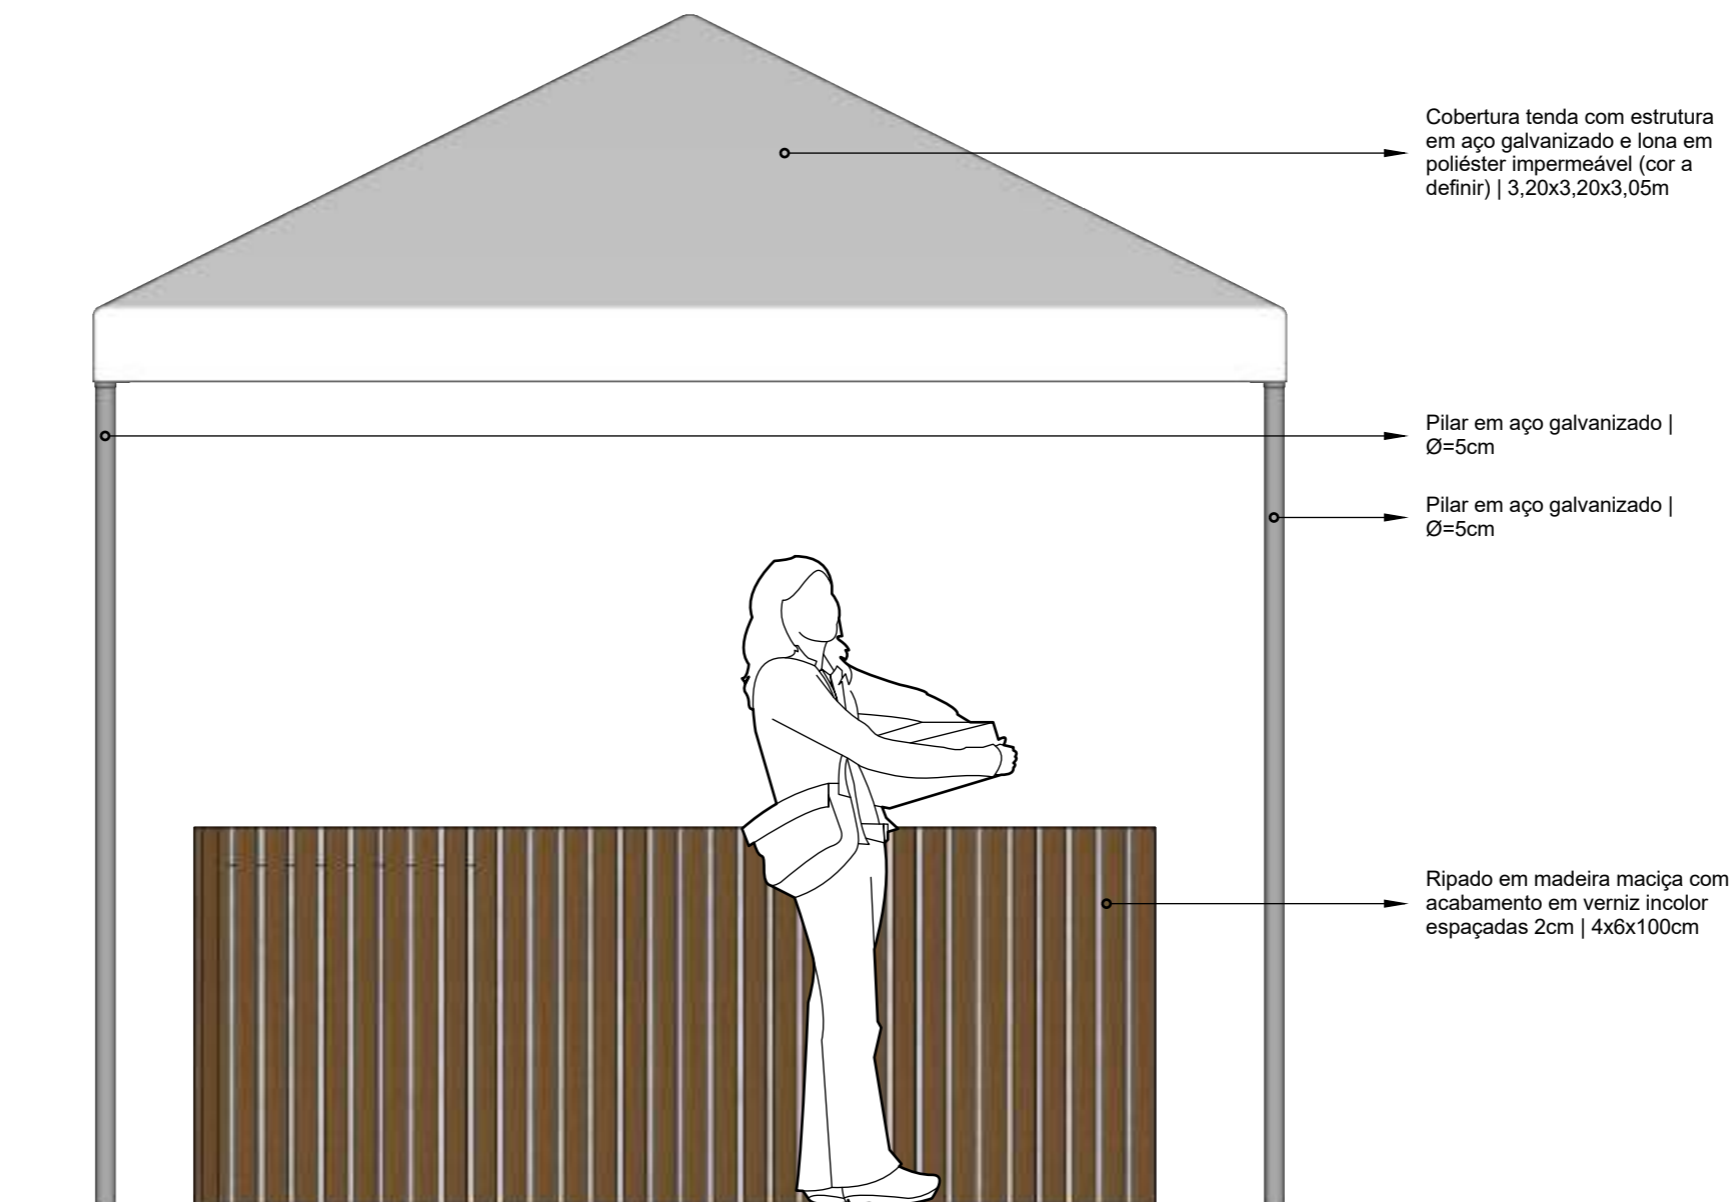 Cobertura tenda com estrutura
em aço galvanizado e lona em
poliéster impermeável (cor a
definir) | 3,20x3,20x3,05m
Pilar em aço galvanizado |
Ø=5cm
Pilar em aço galvanizado |
Ø=5cm
Ripado em madeira maciça com
acabamento em verniz incolor
espaçadas 2cm | 4x6x100cm